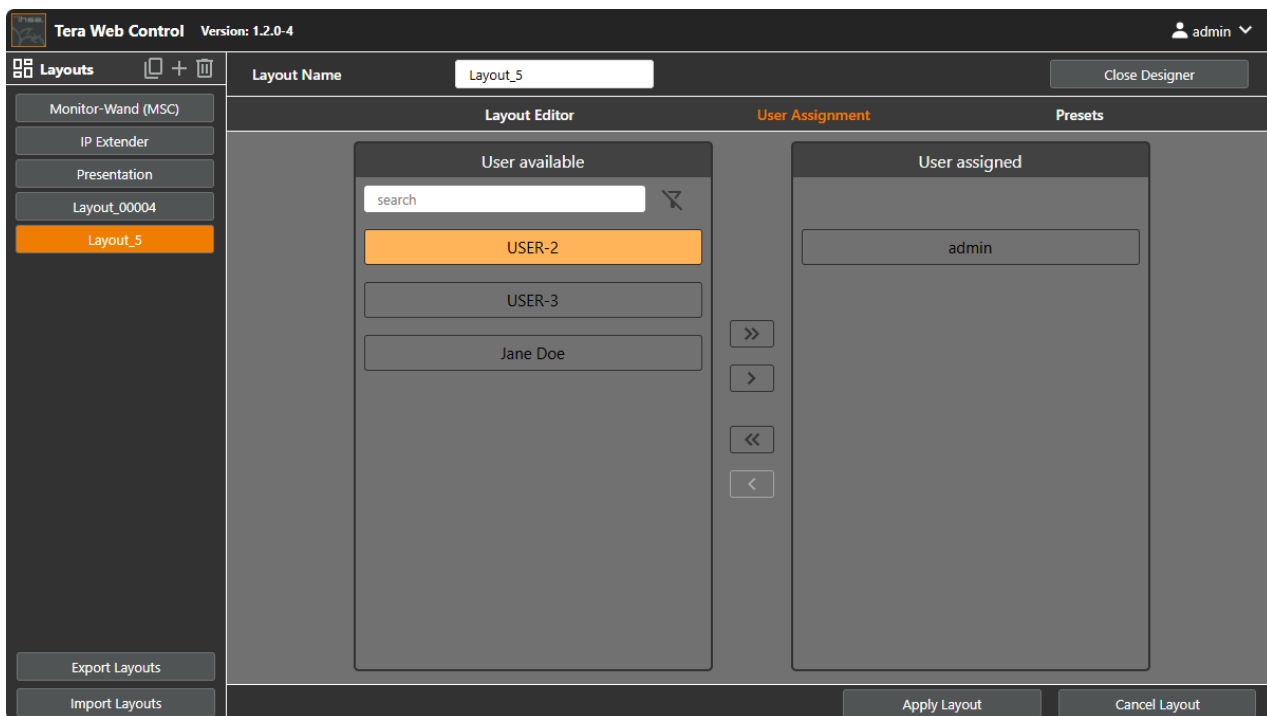 ihse.
Tera Web Control Version: 1.2.0-4
admin
Layouts
Layout Name
Layout_5
Close Designer
Monitor-Wand (MSC)
IP Extender
Presentation
Layout_00004
Layout_5
Layout Editor
User Assignment
Presets
User available
search
USER-2
USER-3
Jane Doe
User assigned
admin
Export Layouts
Import Layouts
Apply Layout
Cancel Layout